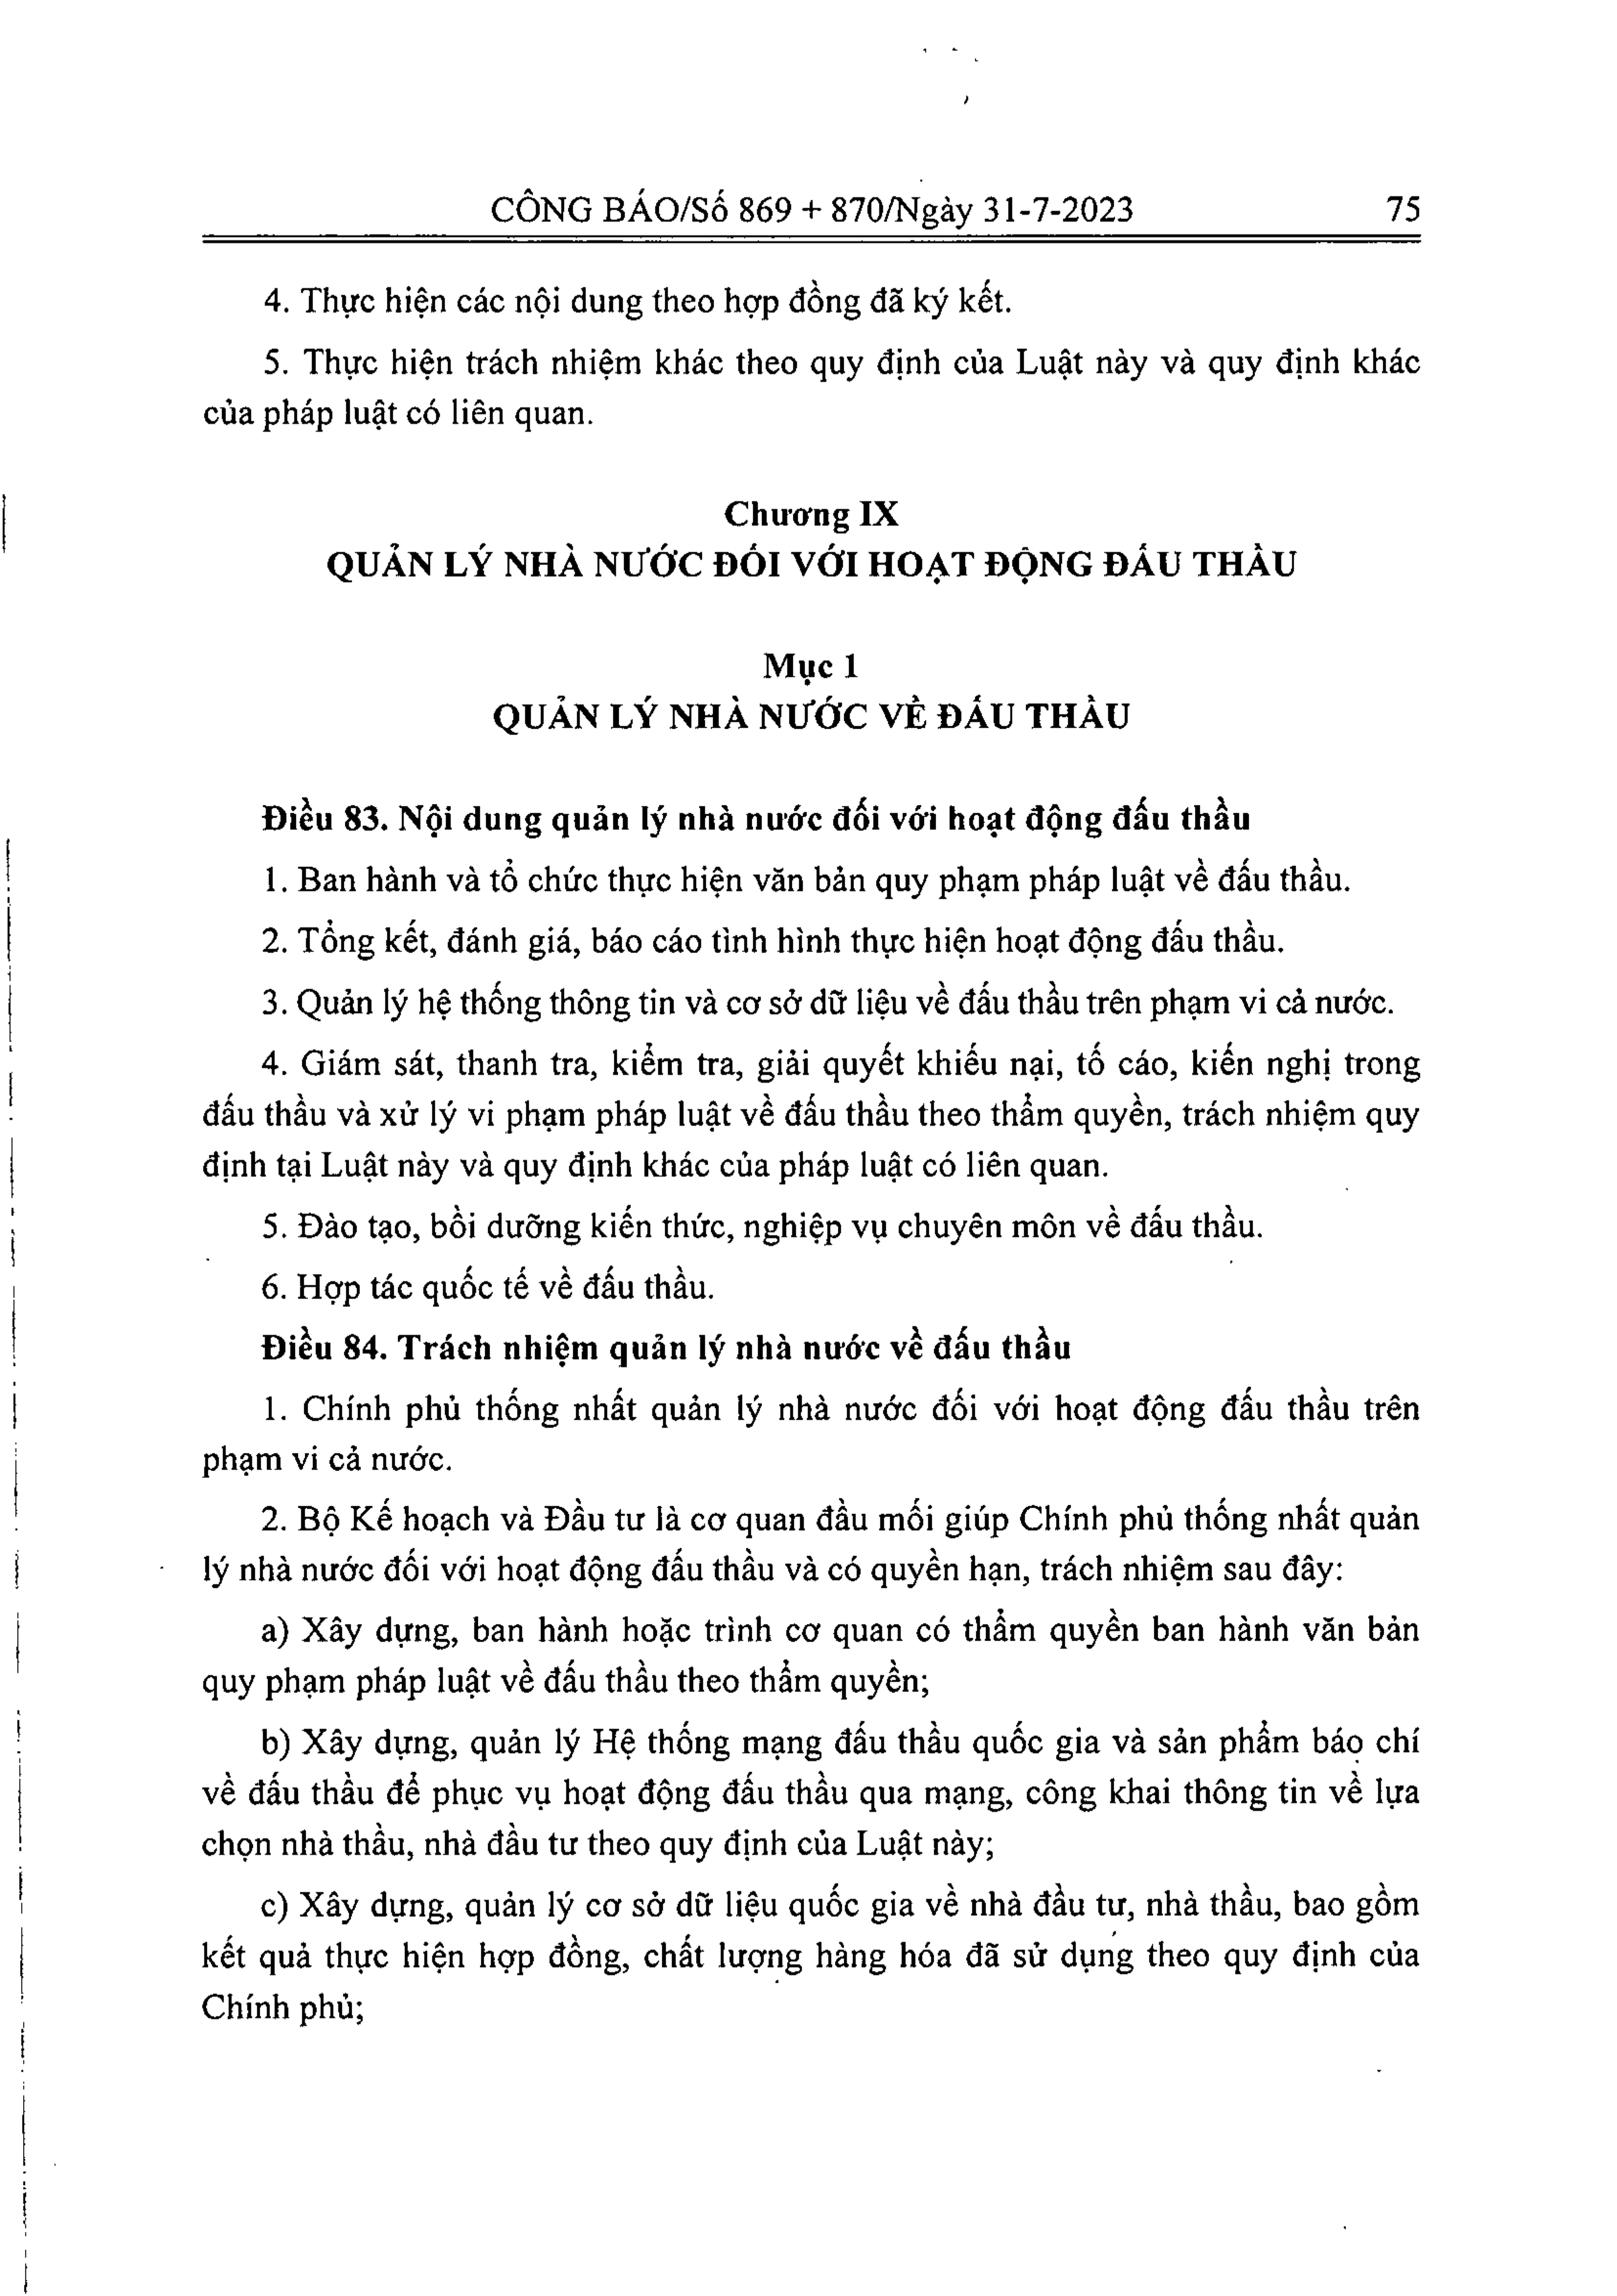 CÔNG BÁO/Số 869 + 870/Ngày 31-7-2023 75
4. Thực hiện các nội dung theo hợp đồng đã ký kết.
5. Thực hiện trách nhiệm khác theo quy định của Luật này và quy định khác
của pháp luật có liên quan.
Chương IX
QUẢN LÝ NHÀ NƯỚC ĐỐI VỚI HOẠT ĐỘNG ĐẤU THẦU
Mục 1
QUẢN LÝ NHÀ NƯỚC VỀ ĐẤU THẦU
Điều 83. Nội dung quản lý nhà nước đối với hoạt động đấu thầu
1. Ban hành và tổ chức thực hiện văn bản quy phạm pháp luật về đấu thầu.
2. Tổng kết, đánh giá, báo cáo tình hình thực hiện hoạt động đấu thầu.
3. Quản lý hệ thống thông tin và cơ sở dữ liệu về đấu thầu trên phạm vi cả nước.
4. Giám sát, thanh tra, kiểm tra, giải quyết khiếu nại, tố cáo, kiến nghị trong
đấu thầu và xử lý vi phạm pháp luật về đấu thầu theo thẩm quyền, trách nhiệm quy
định tại Luật này và quy định khác của pháp luật có liên quan.
5. Đào tạo, bồi dưỡng kiến thức, nghiệp vụ chuyên môn về đấu thầu.
6. Hợp tác quốc tế về đấu thầu.
Điều 84. Trách nhiệm quản lý nhà nước về đấu thầu
1. Chính phủ thống nhất quản lý nhà nước đối với hoạt động đấu thầu trên
phạm vi cả nước.
2. Bộ Kế hoạch và Đầu tư là cơ quan đầu mối giúp Chính phủ thống nhất quản
lý nhà nước đối với hoạt động đấu thầu và có quyền hạn, trách nhiệm sau đây:
a) Xây dựng, ban hành hoặc trình cơ quan có thẩm quyền ban hành văn bản
quy phạm pháp luật về đấu thầu theo thẩm quyền;
b) Xây dựng, quản lý Hệ thống mạng đấu thầu quốc gia và sản phẩm báo chí
về đấu thầu để phục vụ hoạt động đấu thầu qua mạng, công khai thông tin về lựa
chọn nhà thầu, nhà đầu tư theo quy định của Luật này;
c) Xây dựng, quản lý cơ sở dữ liệu quốc gia về nhà đầu tư, nhà thầu, bao gồm
kết quả thực hiện hợp đồng, chất lượng hàng hóa đã sử dụng theo quy định của
Chính phủ;